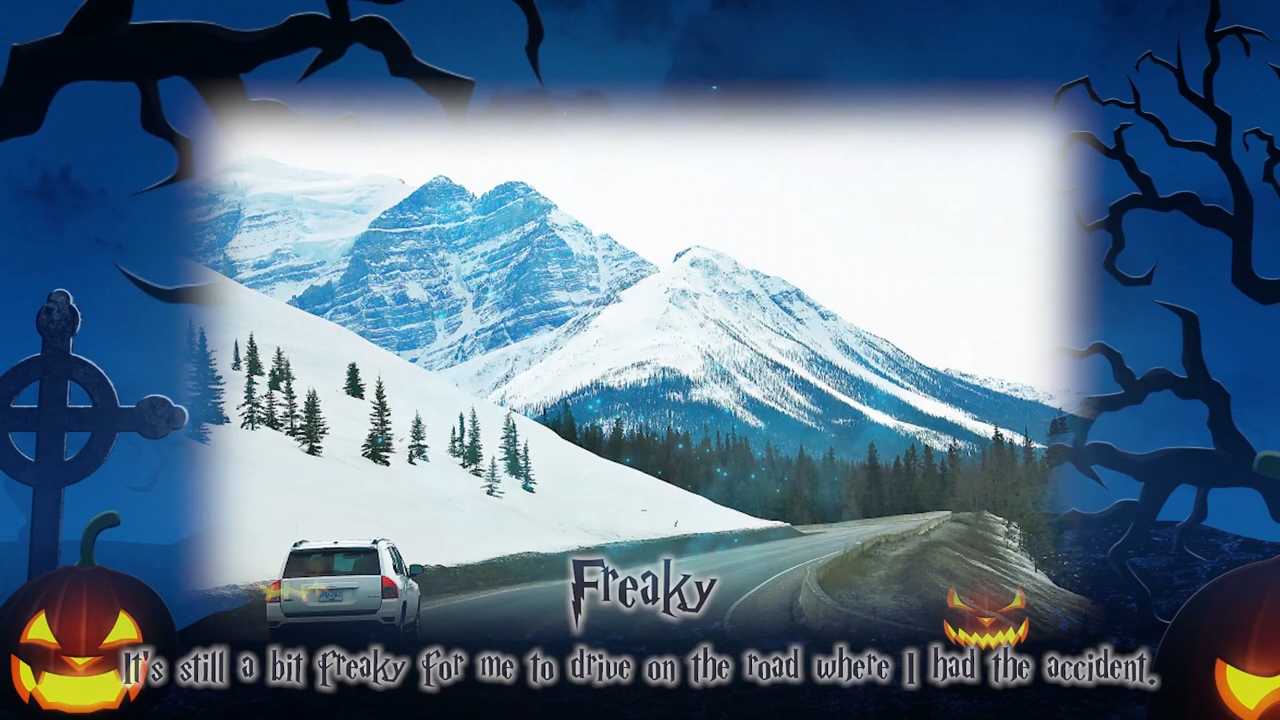 Freaky
It's still a bit freaky for me to drive on the road where I had the accident.